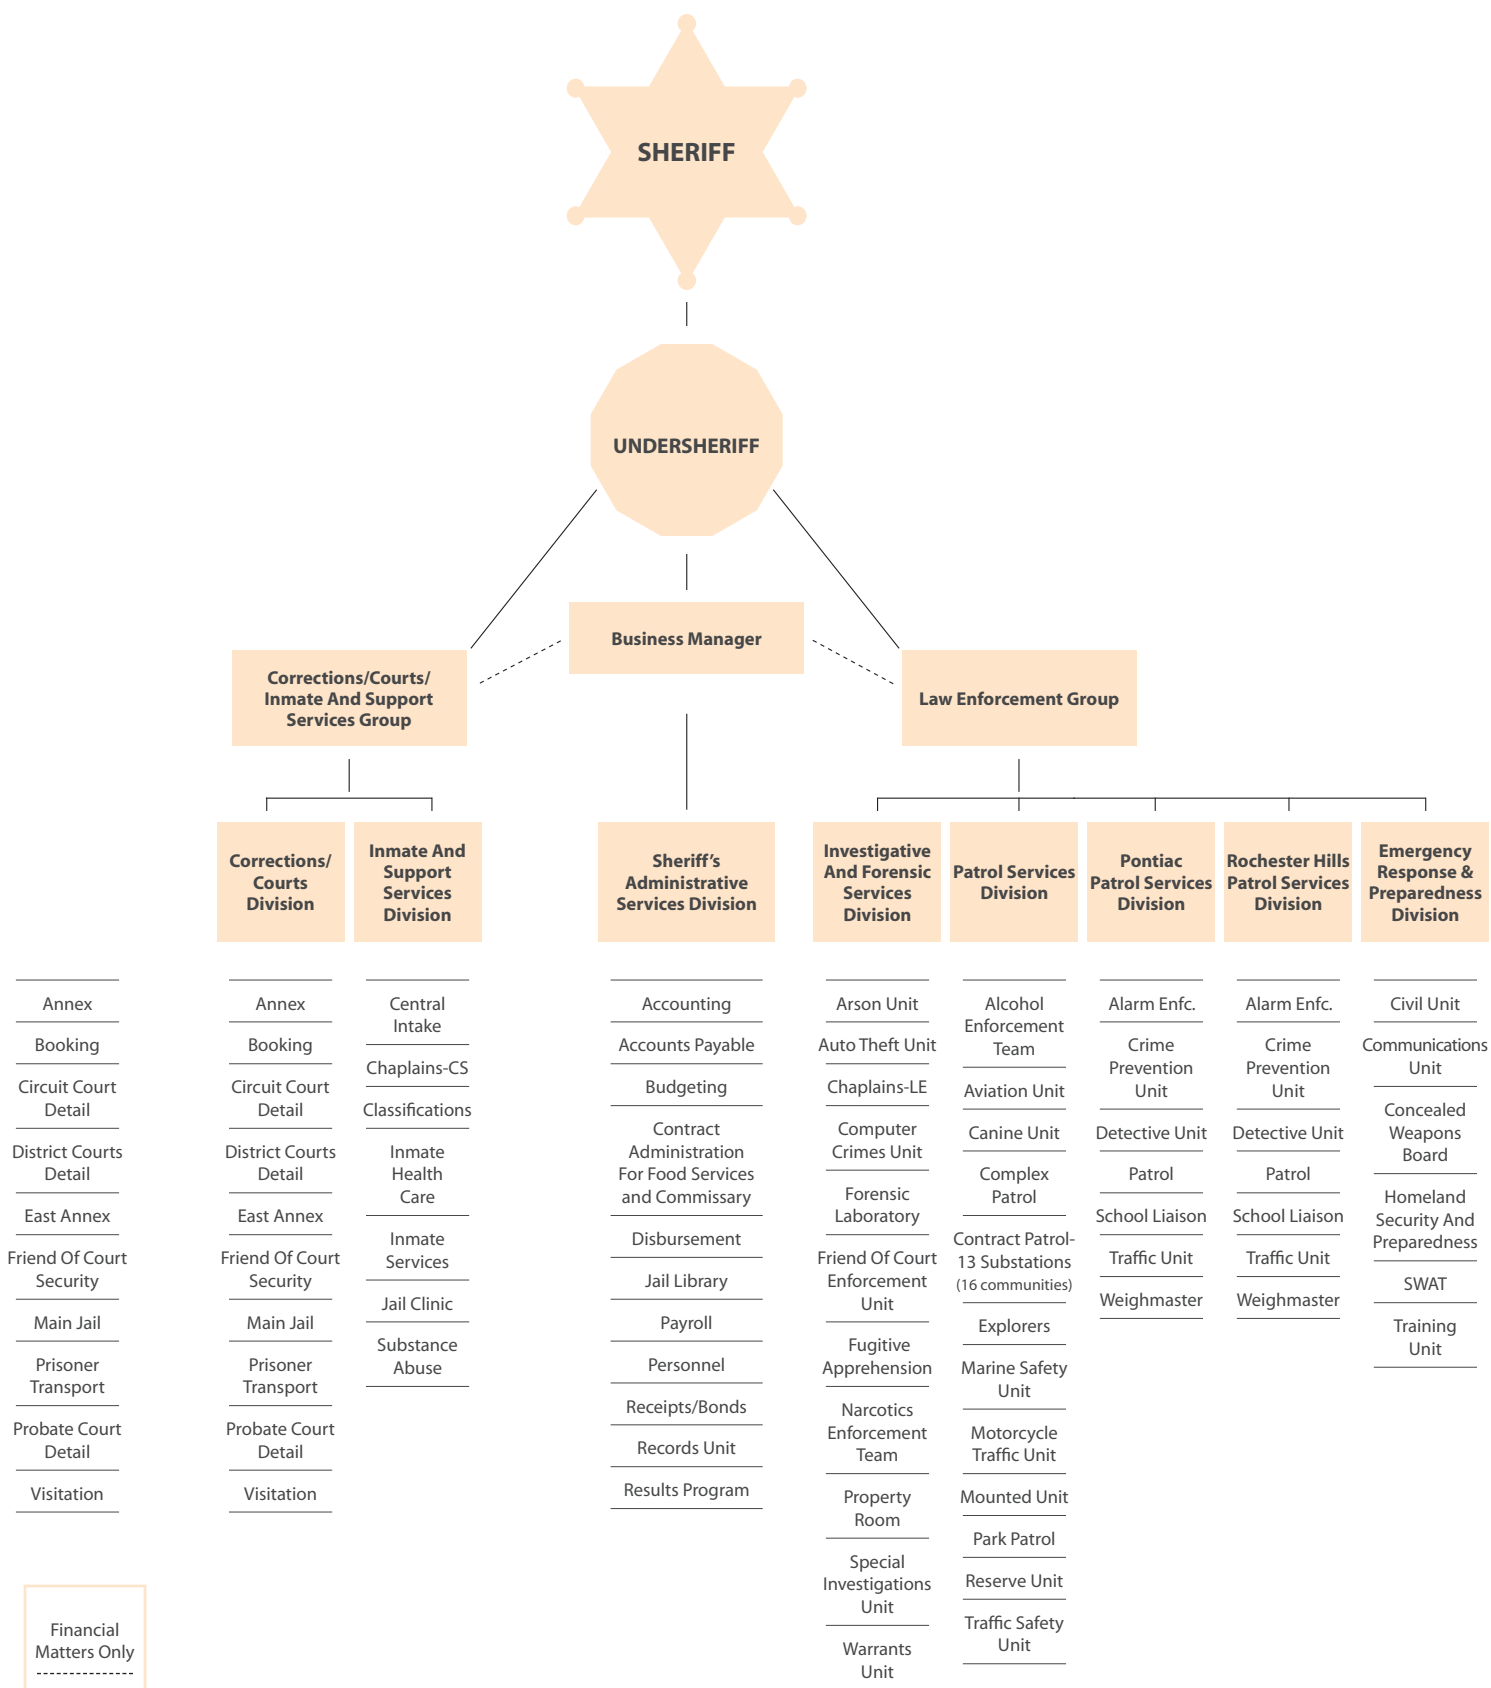 SHERIFF
UNDERSHERIFF
Business Manager
Corrections/Courts/
Inmate And Support
Services Group
Law Enforcement Group
Corrections/
Courts
Division
Inmate And
Support
Services
Division
Sheriff’s
Administrative
Services Division
Investigative
And Forensic
Services
Division
Patrol Services
Division
Pontiac
Patrol Services
Division
Rochester Hills
Patrol Services
Division
Emergency
Response &
Preparedness
Division
Annex
Booking
Circuit Court
Detail
District Courts
Detail
East Annex
Friend Of Court
Security
Main Jail
Prisoner
Transport
Probate Court
Detail
Visitation
Annex
Booking
Circuit Court
Detail
District Courts
Detail
East Annex
Friend Of Court
Security
Main Jail
Prisoner
Transport
Probate Court
Detail
Visitation
Central
Intake
Chaplains-CS
Classifications
Inmate
Health
Care
Inmate
Services
Jail Clinic
Substance
Abuse
Accounting
Accounts Payable
Budgeting
Contract
Administration
For Food Services
and Commissary
Disbursement
Jail Library
Payroll
Personnel
Receipts/Bonds
Records Unit
Results Program
Arson Unit
Auto Theft Unit
Chaplains-LE
Computer
Crimes Unit
Forensic
Laboratory
Friend Of Court
Enforcement
Unit
Fugitive
Apprehension
Narcotics
Enforcement
Team
Property
Room
Special
Investigations
Unit
Warrants
Unit
Alcohol
Enforcement
Team
Aviation Unit
Canine Unit
Complex
Patrol
Contract Patrol-
13 Substations
(16 communities)
Explorers
Marine Safety
Unit
Motorcycle
Traffic Unit
Mounted Unit
Park Patrol
Reserve Unit
Traffic Safety
Unit
Alarm Enfc.
Crime
Prevention
Unit
Detective Unit
Patrol
School Liaison
Traffic Unit
Weighmaster
Alarm Enfc.
Crime
Prevention
Unit
Detective Unit
Patrol
School Liaison
Traffic Unit
Weighmaster
Civil Unit
Communications
Unit
Concealed
Weapons
Board
Homeland
Security And
Preparedness
SWAT
Training
Unit
Financial
Matters Only